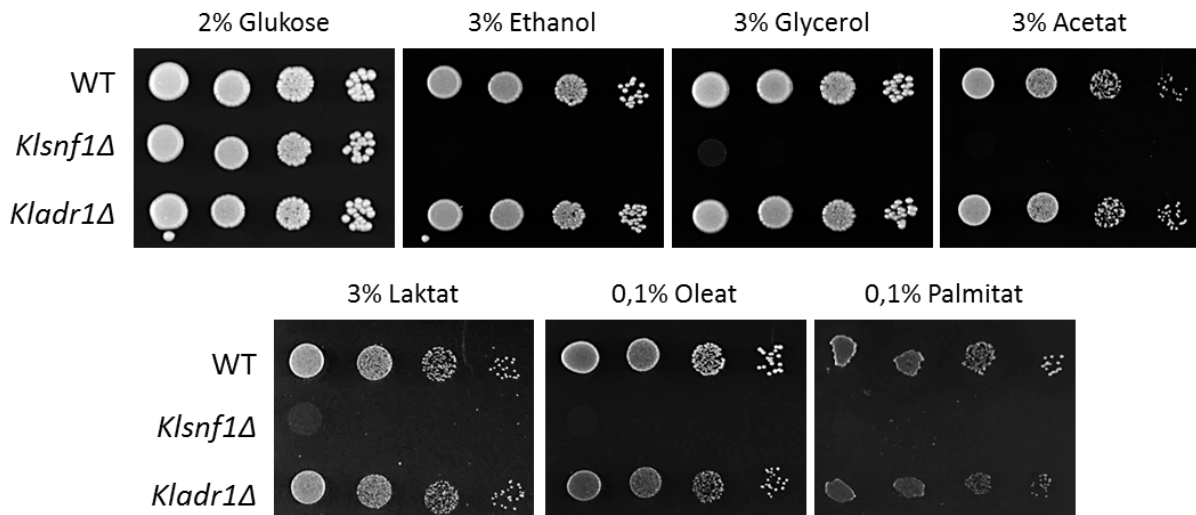 2% Glukose 3% Ethanol 3% Glycerol 3% Acetat
WT
Klsnf1Δ
Kladr1Δ
3% Laktat 0,1% Oleat 0,1% Palmitat
WT
Klsnf1Δ
Kladr1Δ